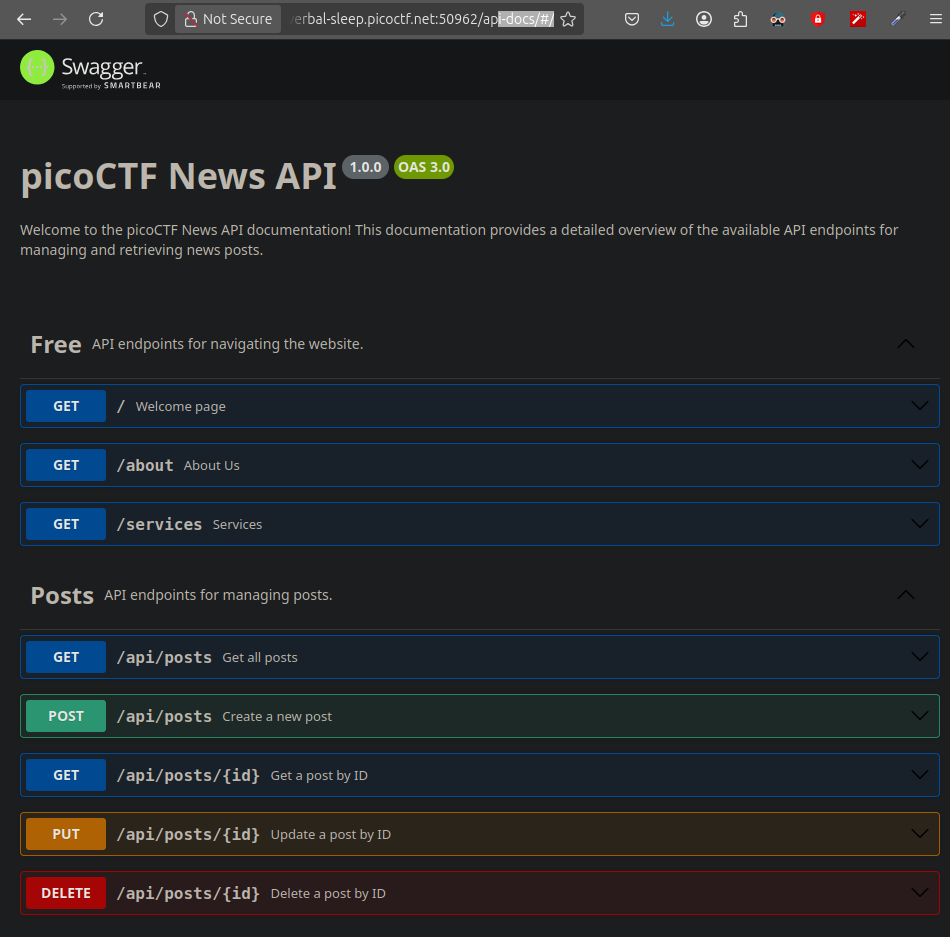 Not Secure erbal-sleep.picoctf.net:50962/api-docs/#/
Swagger
Supported by SMARTBEAR
picoCTF News API 1.0.0 OAS 3.0
Welcome to the picoCTF News API documentation! This documentation provides a detailed overview of the available API endpoints for
managing and retrieving news posts.
Free API endpoints for navigating the website.
GET / Welcome page
GET /about About Us
GET /services Services
Posts API endpoints for managing posts.
GET /api/posts Get all posts
POST /api/posts Create a new post
GET /api/posts/{id} Get a post by ID
PUT /api/posts/{id} Update a post by ID
DELETE /api/posts/{id} Delete a post by ID